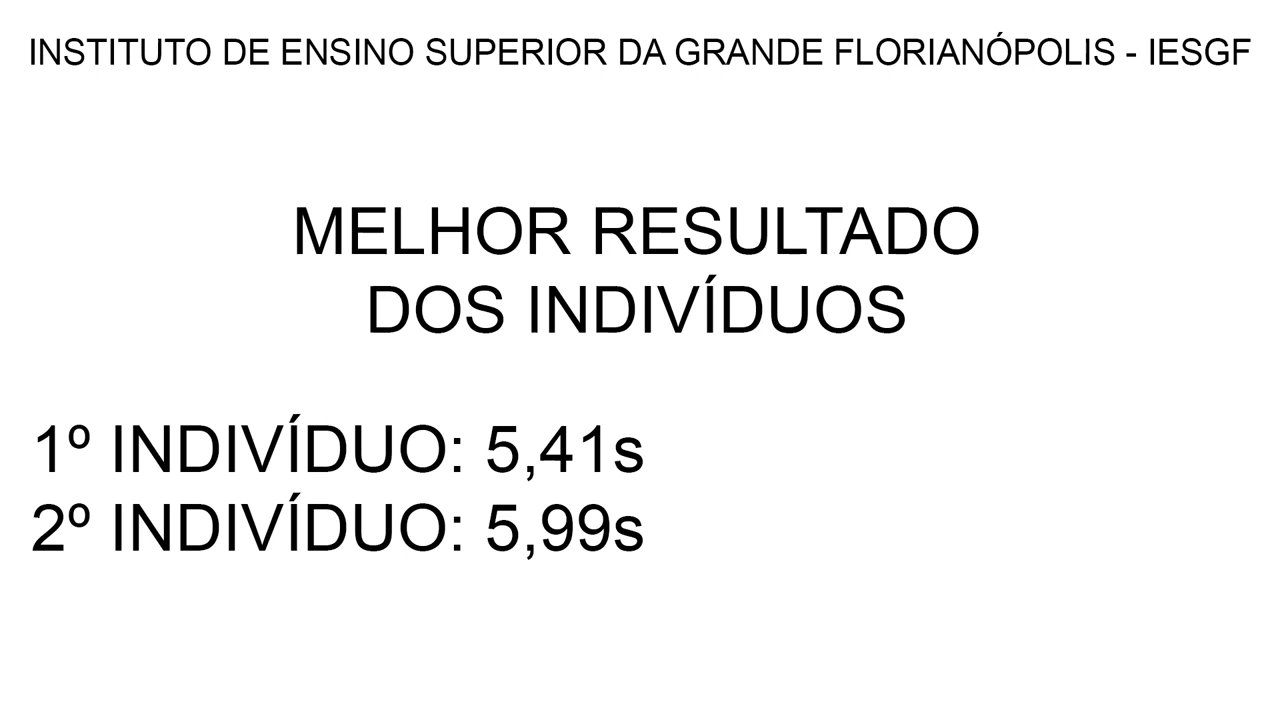 INSTITUTO DE ENSINO SUPERIOR DA GRANDE FLORIANÓPOLIS - IESGF
MELHOR RESULTADO
DOS INDIVÍDUOS
1º INDIVÍDUO: 5,41s
2º INDIVÍDUO: 5,99s